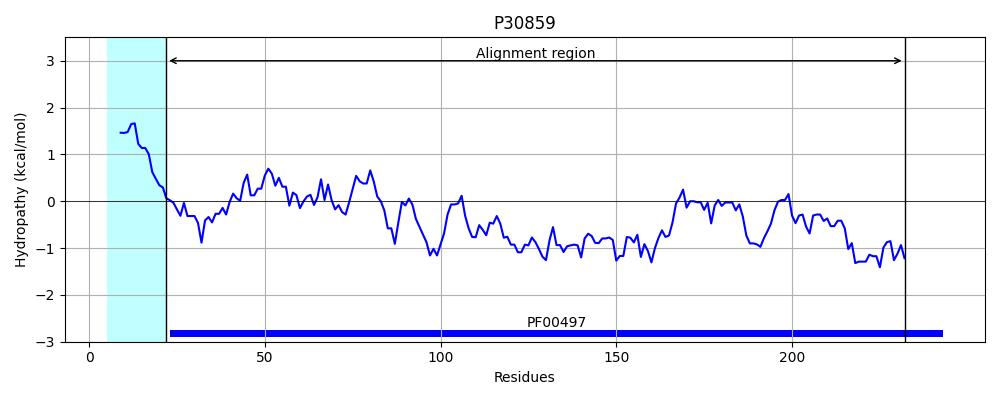 P30859
Alignment region
3
2
1
0
−1
−2
−3
Hydropathy (kcal/mol)
PF00497
0
50
100
150
200
Residues